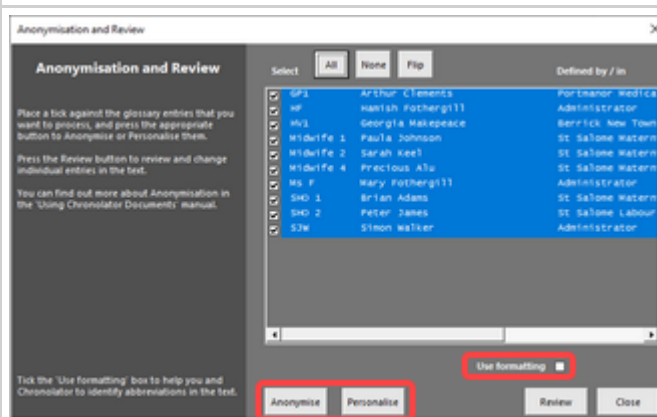 Anonymisation and Review
Anonymisation and Review
Place a tick against the glossary entries that you
want to process, and press the appropriate
button to Anonymise or Personalise them.
Press the Review button to review and change
individual entries in the text.
You can find out more about Anonymisation in
the 'Using Chronolator Documents' manual.
Tick the 'Use formatting' box to help you and
Chronolator to identify abbreviations in the text.
Select All None Flip Defined by / in
GP1 Arthur Clements Portmanor Medica
HF Hamish Fothergill Administrator
HV1 Georgia Makepeace Berrick New Town
Midwife 1 Paula Johnson St Salome Matern
Midwife 2 Sarah Keel St Salome Matern
Midwife 4 Precious Alu St Salome Matern
Ms F Mary Fothergill Administrator
SHO 1 Brian Adams St Salome Matern
SHO 2 Peter James St Salome Labour
SJW Simon Walker Administrator
Use formatting
Anonymise Personalise Review Close